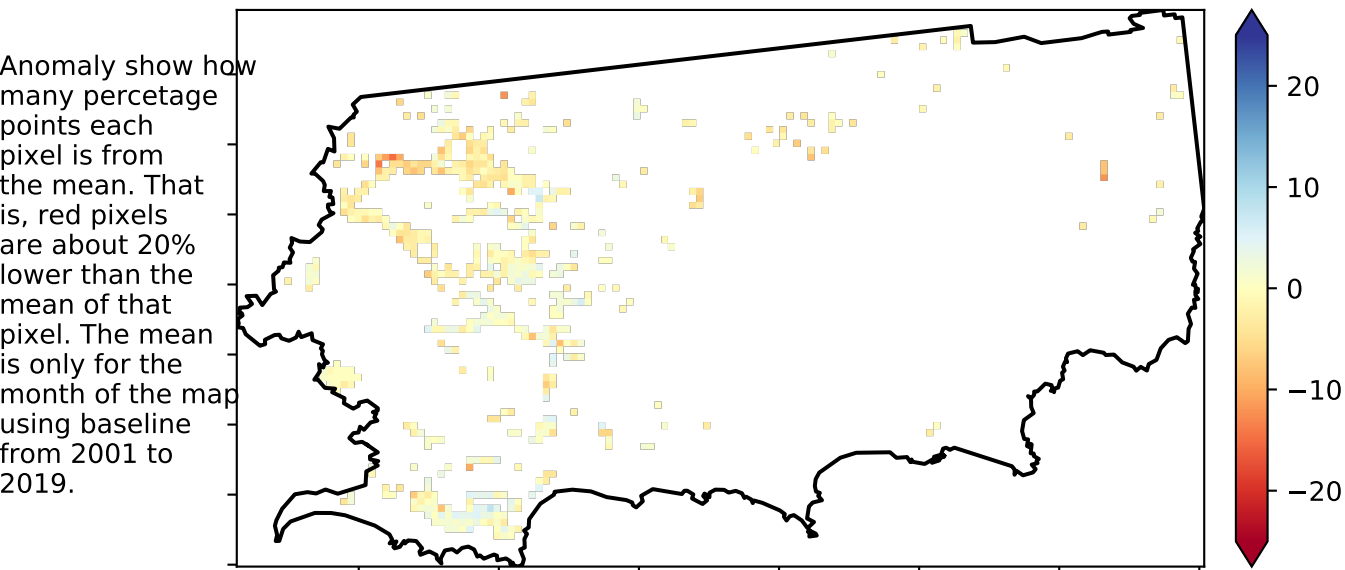 Anomaly show how
many percetage
points each
pixel is from
the mean. That
is, red pixels
are about 20%
lower than the
mean of that
pixel. The mean
is only for the
month of the map
using baseline
from 2001 to
2019.
20
10
0
−10
−20